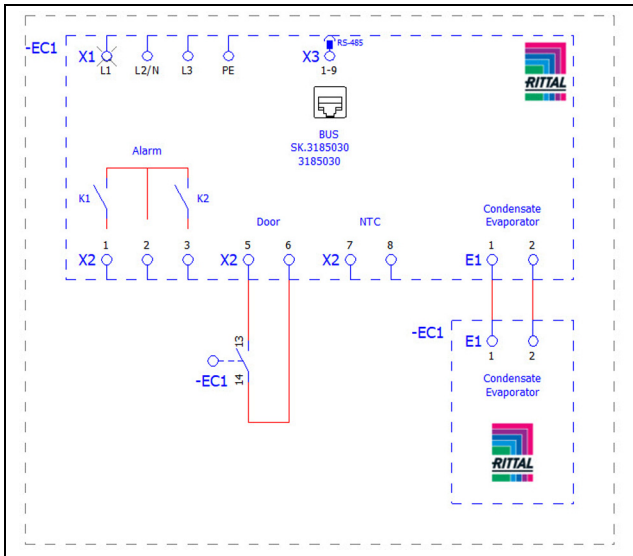 -EC1
X1
L1
L2/N
L3
PE
X3
RS-485
1-9
RITTAL
BUS
SK.3185030
3185030
Alarm
K1
K2
Door
NTC
Condensate
Evaporator
X2
1
2
3
X2
5
6
X2
7
8
E1
1
2
-EC1
E1
1
2
13
14
-EC1
Condensate
Evaporator
RITTAL